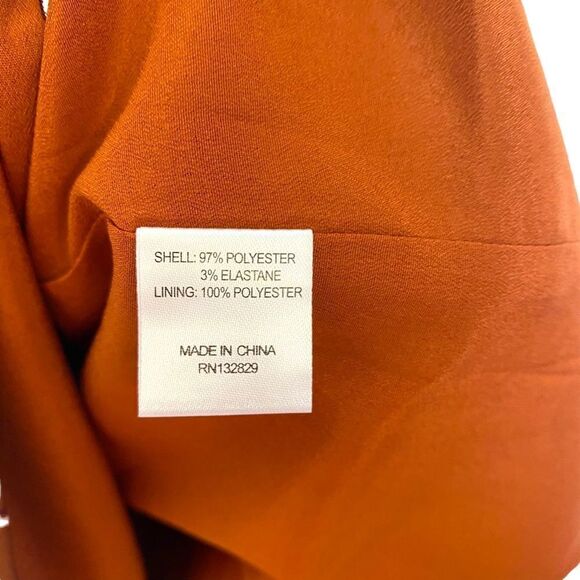 SHELL: 97% POLYESTER
3% ELASTANE
LINING: 100% POLYESTER
MADE IN CHINA
RN132829